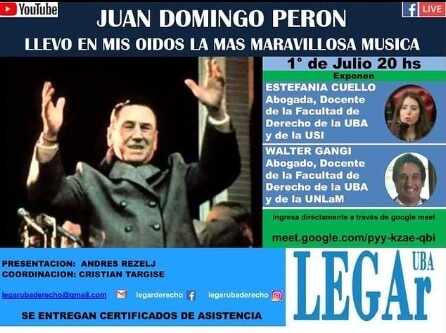 YouTube
LIVE
JUAN DOMINGO PERON
LLEVO EN MIS OIDOS LA MAS MARAVILLOSA MUSICA
1° de Julio 20 hs
Exponen
ESTEFANIA CUELLO
Abogada, Docente
de la Facultad de
Derecho de la UBA
y de la USI
WALTER GANGI
Abogado, Docente
de la Facultad de
Derecho de la UBA
y de la UNLaM
ingresa directamente a través de google meet
meet.google.com/pyy-kzae-qbi
PRESENTACION: ANDRES REZELJ
COORDINACION: CRISTIAN TARGISE
legarubaderecho@gmail.com
legarderecho
legarubaderecho
SE ENTREGAN CERTIFICADOS DE ASISTENCIA
LEGAr
UBA